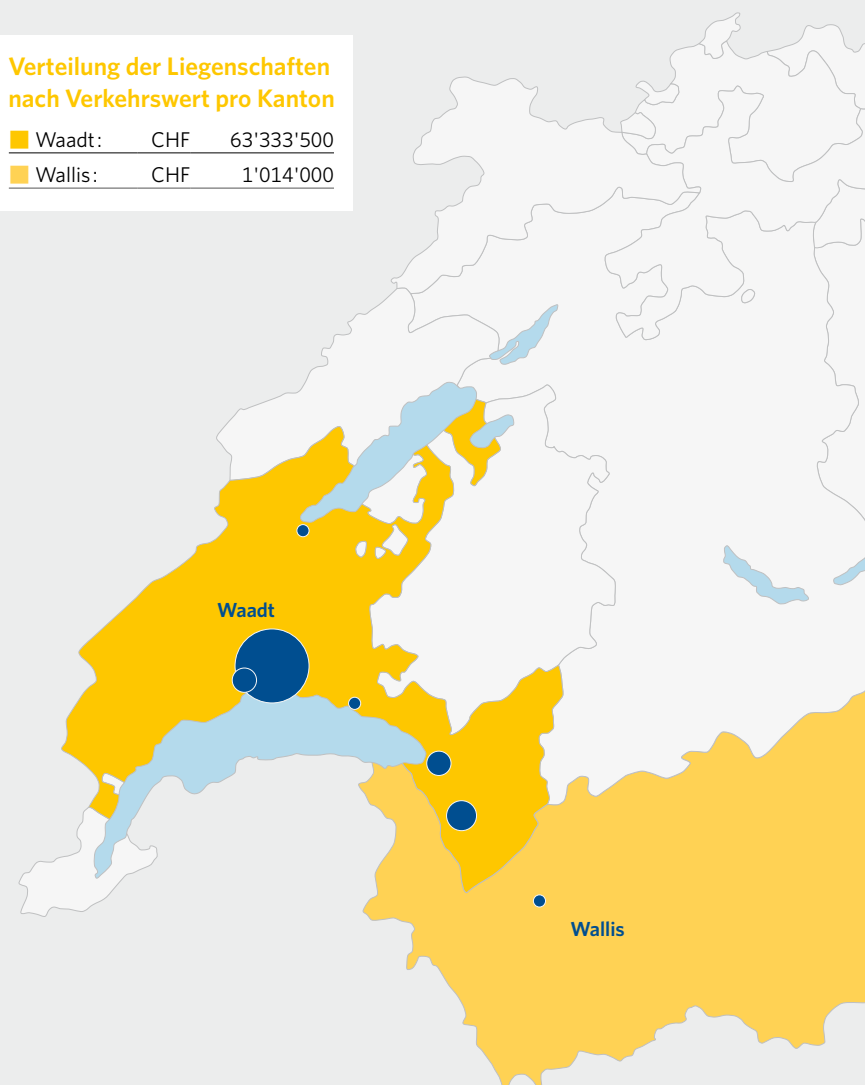 Verteilung der Liegenschaften
nach Verkehrswert pro Kanton
Waadt: CHF 63'333'500
Wallis: CHF 1'014'000
Waadt
Wallis